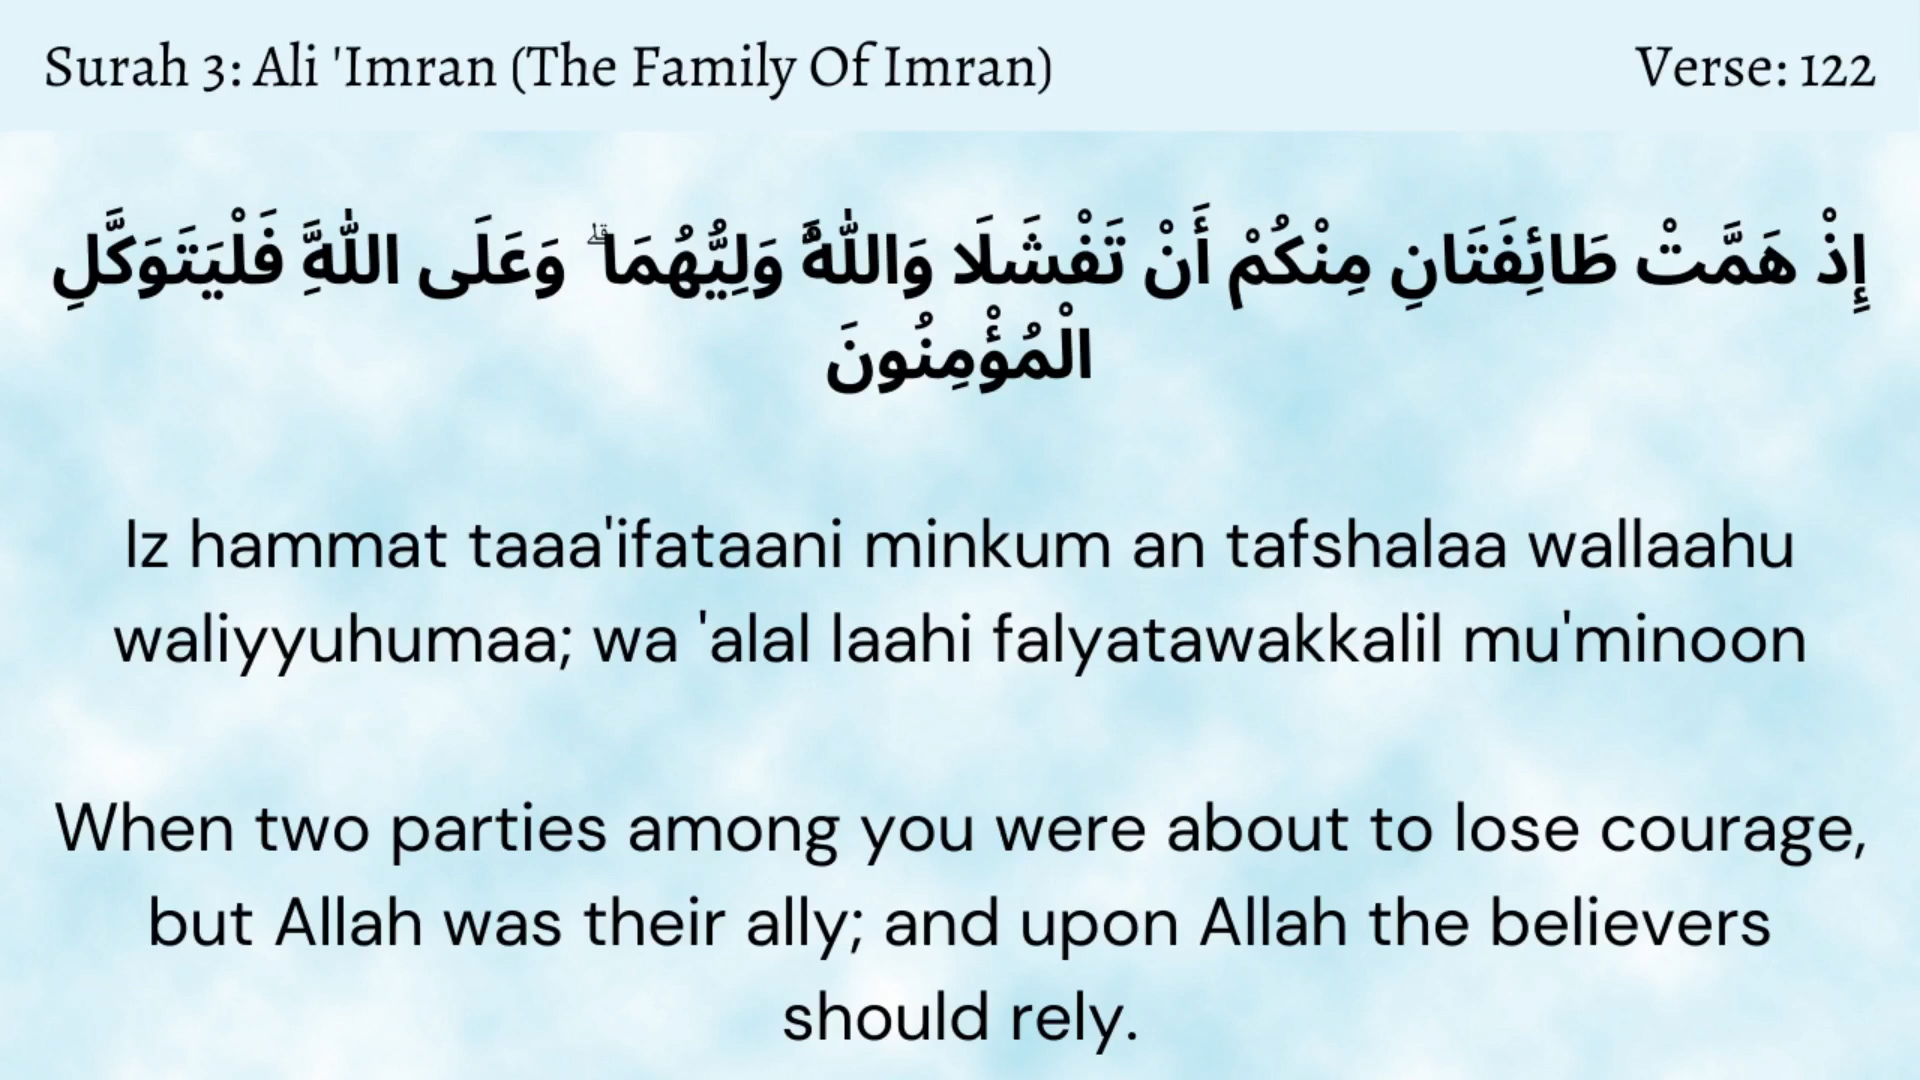 Surah 3: Ali 'Imran (The Family Of Imran)
Verse: 122
إِذْ هَمَّتْ طَائِفَتَانِ مِنْكُمْ أَنْ تَفْشَلَا وَاللَّهُ وَلِيُّهُمَا ۗ وَعَلَى اللَّهِ فَلْيَتَوَكَّلِ
الْمُؤْمِنُونَ
Iz hammat taaa'ifataani minkum an tafshalaa wallaahu
waliyyuhumaa; wa 'alal laahi falyatawakkalil mu'minoon
When two parties among you were about to lose courage,
but Allah was their ally; and upon Allah the believers
should rely.